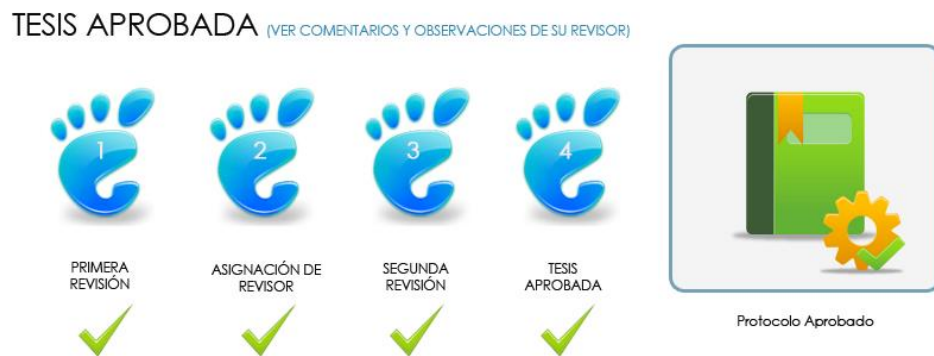 TESIS APROBADA (VER COMENTARIOS Y OBSERVACIONES DE SU REVISOR)
1
2
3
4
PRIMERA
REVISIÓN
ASIGNACIÓN DE
REVISOR
SEGUNDA
REVISIÓN
TESIS
APROBADA
Protocolo Aprobado